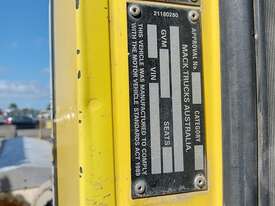 21160280
APPROVAL No. CATEGORY
MACK TRUCKS AUSTRALIA.
GVM SEATS
VIN
THIS VEHICLE WAS MANUFACTURED TO COMPLY
WITH THE MOTOR VEHICLE STANDARDS ACT 1989